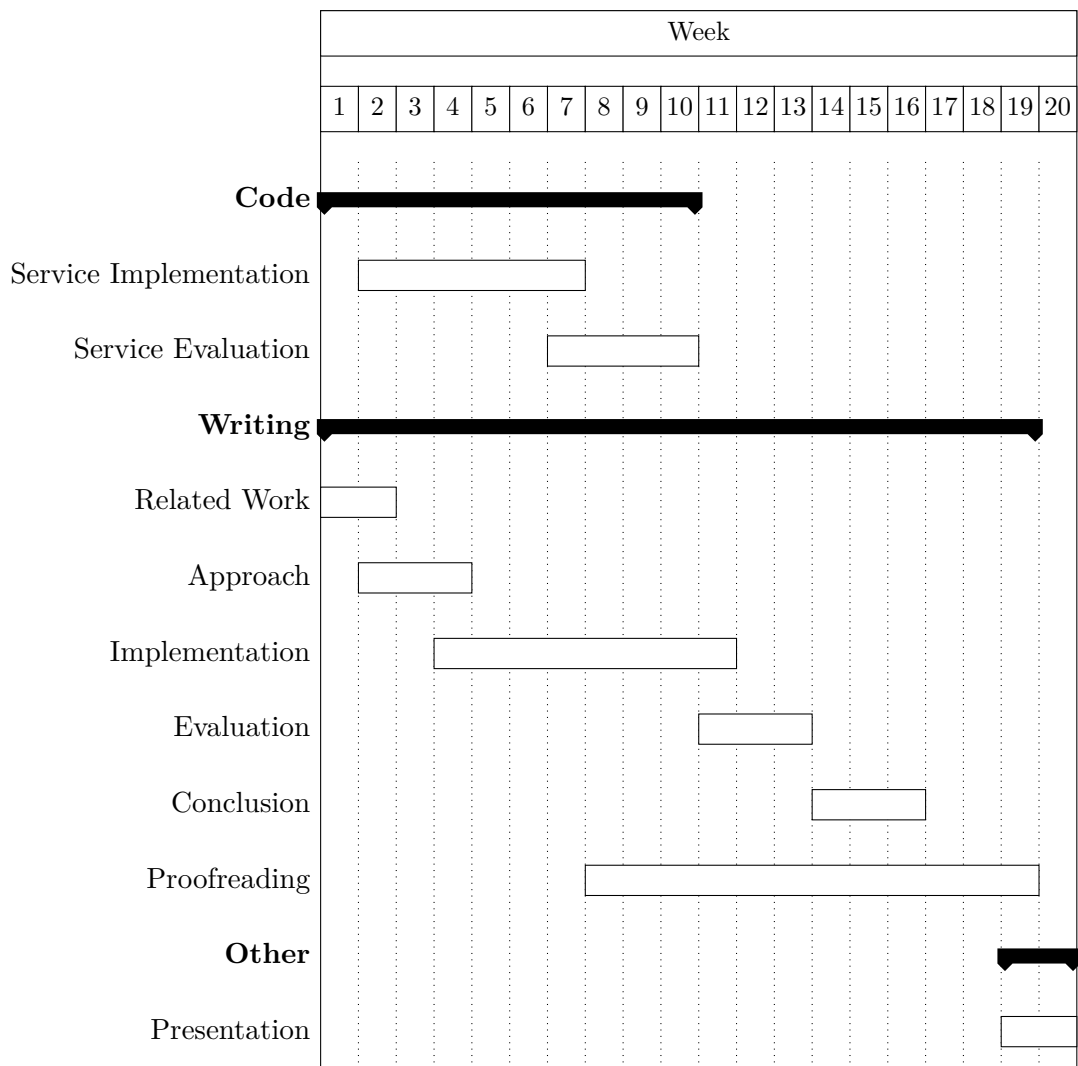 Week
1 2 3 4 5 6 7 8 9 10 11 12 13 14 15 16 17 18 19 20
Code
Service Implementation
Service Evaluation
Writing
Related Work
Approach
Implementation
Evaluation
Conclusion
Proofreading
Other
Presentation